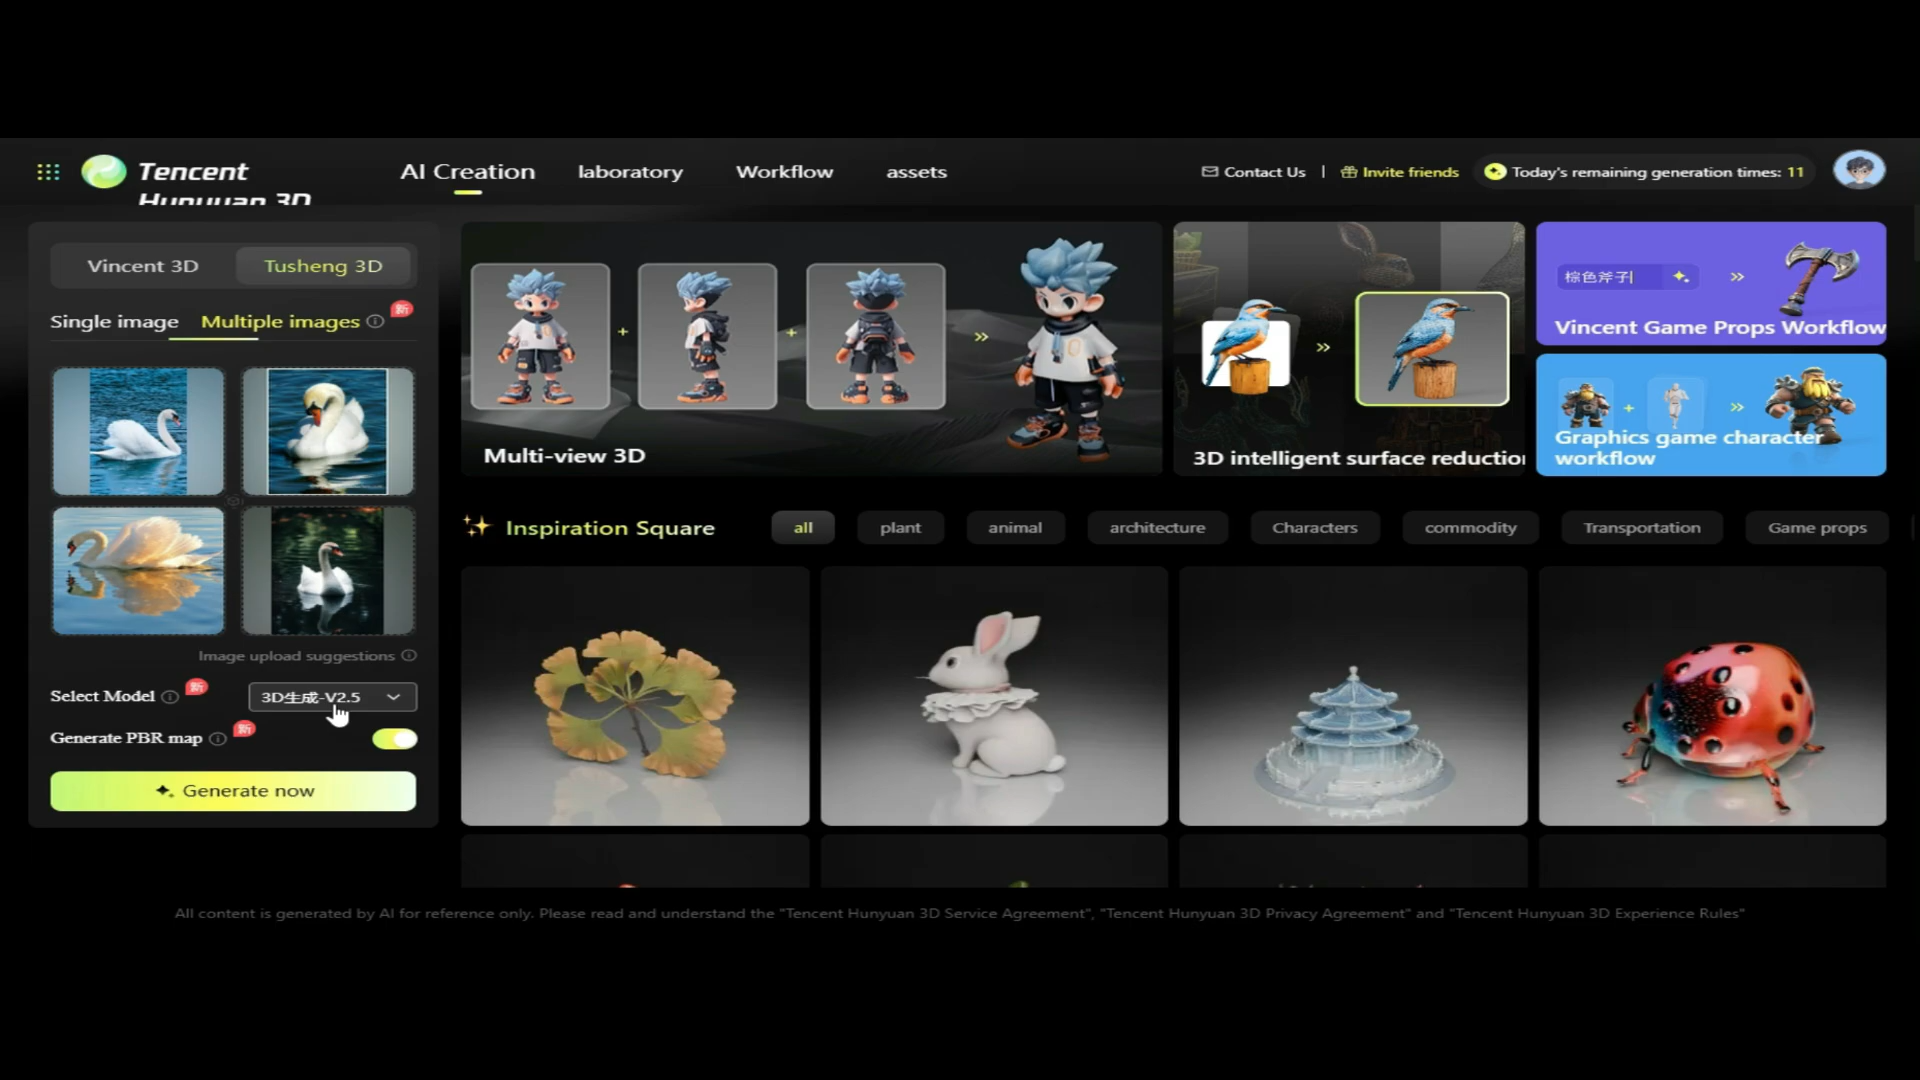 Tencent
Hunyuan 3D
AI Creation
laboratory
Workflow
assets
Contact Us
Invite friends
Today's remaining generation times: 11
Vincent 3D
Tusheng 3D
Single image
Multiple images
新
Image upload suggestions
Select Model
新
3D生成-V2.5
Generate PBR map
新
Generate now
Multi-view 3D
3D intelligent surface reduction
棕色斧子
Vincent Game Props Workflow
Graphics game character
workflow
Inspiration Square
all
plant
animal
architecture
Characters
commodity
Transportation
Game props
All content is generated by AI for reference only. Please read and understand the "Tencent Hunyuan 3D Service Agreement", "Tencent Hunyuan 3D Privacy Agreement" and "Tencent Hunyuan 3D Experience Rules"